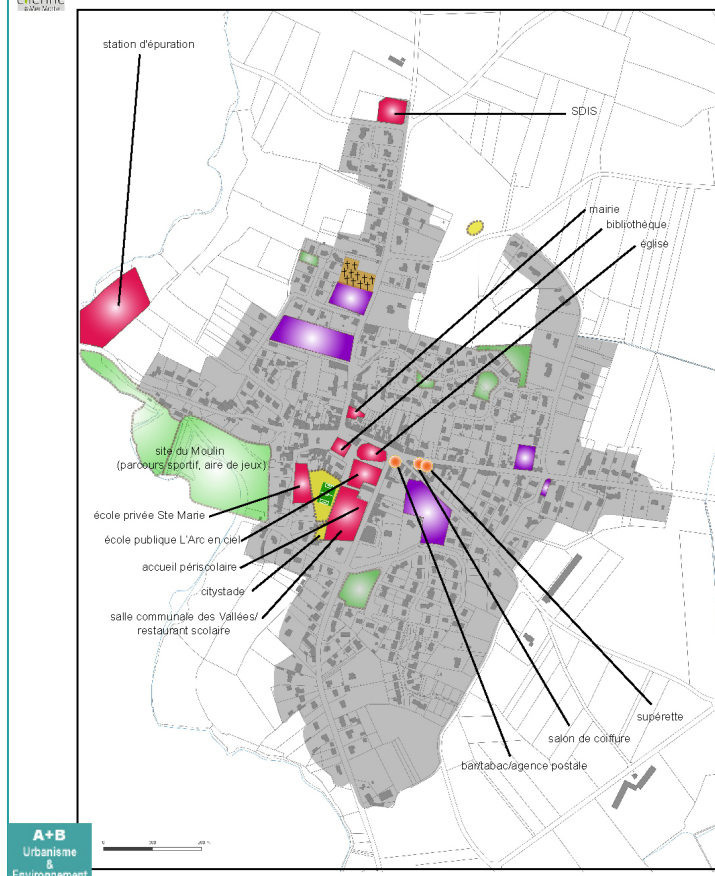 station d'épuration
SDIS
mairie
bibliothèque
église
site du Moulin
(parcours sportif, aire de jeux)
école privée Ste Marie
école publique L'Arc en ciel
accueil périscolaire
citystade
salle communale des Vallées/
restaurant scolaire
supérette
salon de coiffure
bar/tabac/agence postale
A+B
Urbanisme
&
Environnement